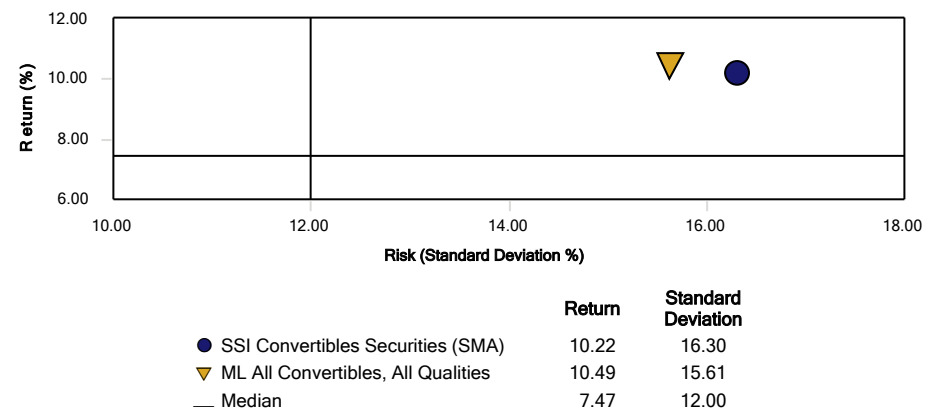 12.00
10.00
8.00
6.00
Return (%)
10.00 12.00 14.00 16.00 18.00
Risk (Standard Deviation %)
Return Standard
Deviation
SSI Convertibles Securities (SMA) 10.22 16.30
ML All Convertibles, All Qualities 10.49 15.61
Median 7.47 12.00